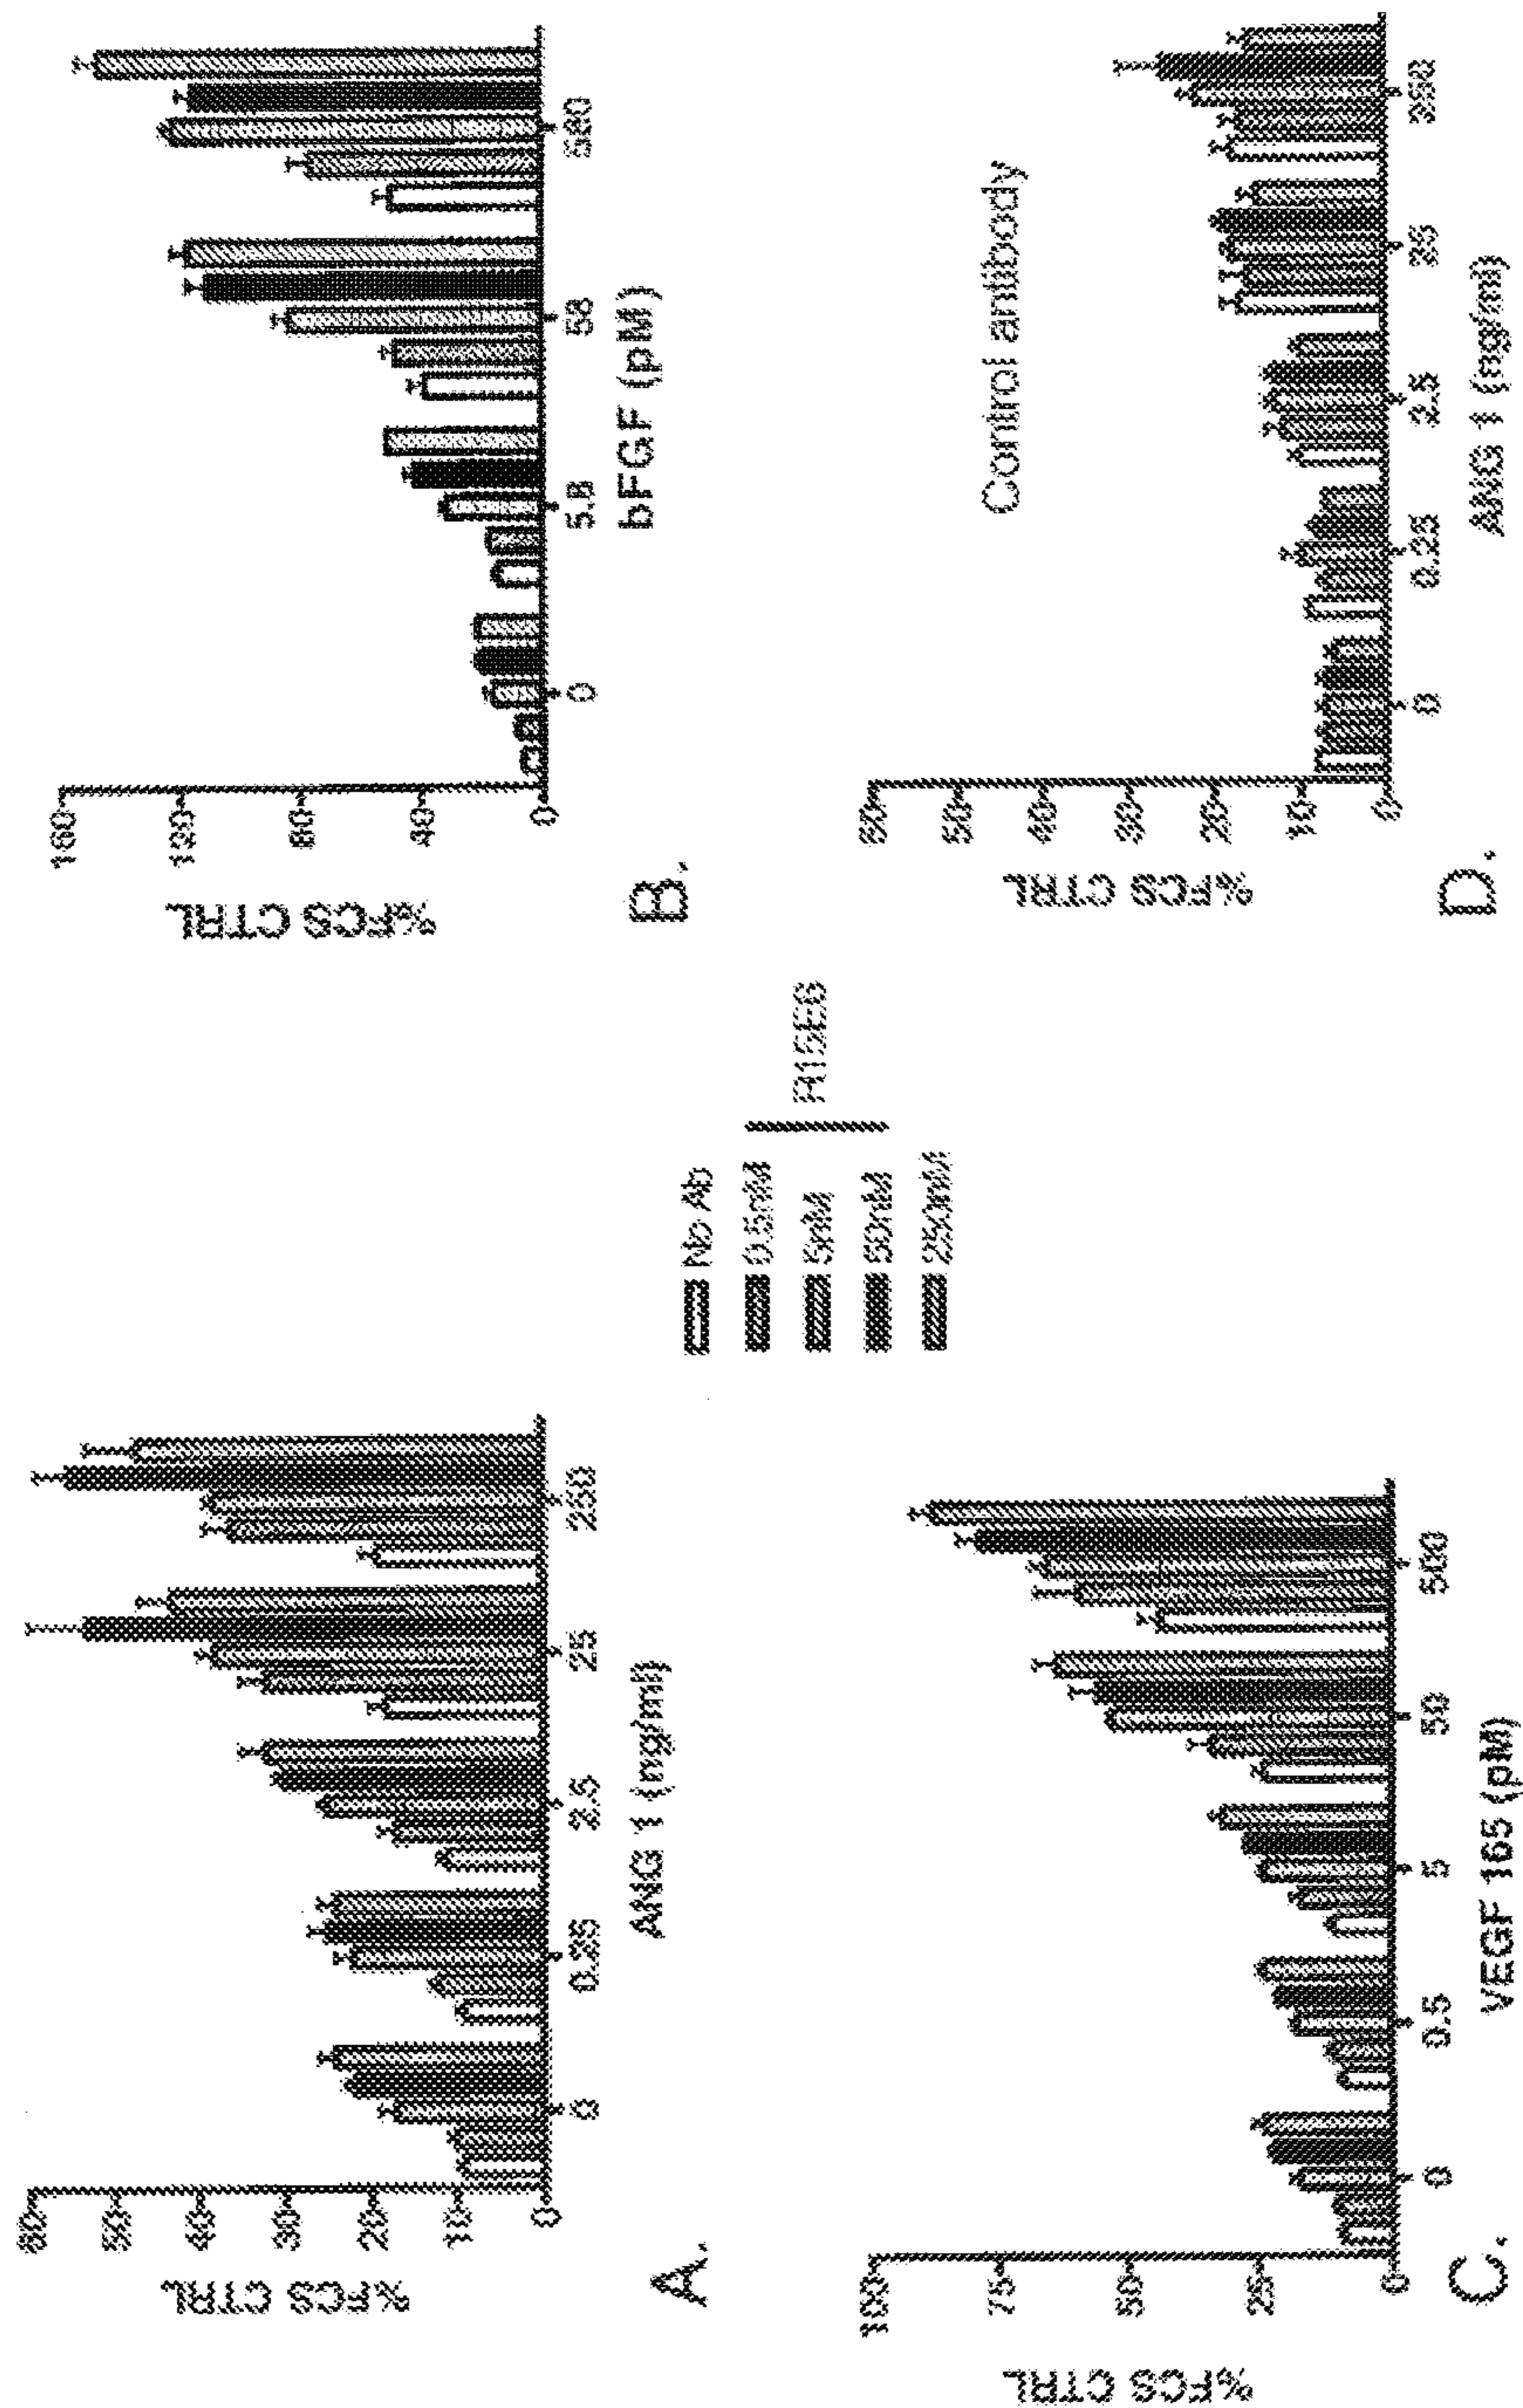 A.
%FCS CTRL
60
50
40
30
20
10
0
0
0.25
2.5
25
250
ANG 1 (ng/ml)
B.
%FCS CTRL
160
120
80
40
0
0
5.8
58
580
bFGF (pM)
No Ab
0.5nM
5nM
50nM
250nM
C.
%FCS CTRL
100
75
50
25
0
0
0.5
5
50
500
VEGF 165 (pM)
D.
%FCS CTRL
60
50
40
30
20
10
0
0
0.25
2.5
25
250
ANG 1 (ng/ml)
Control antibody